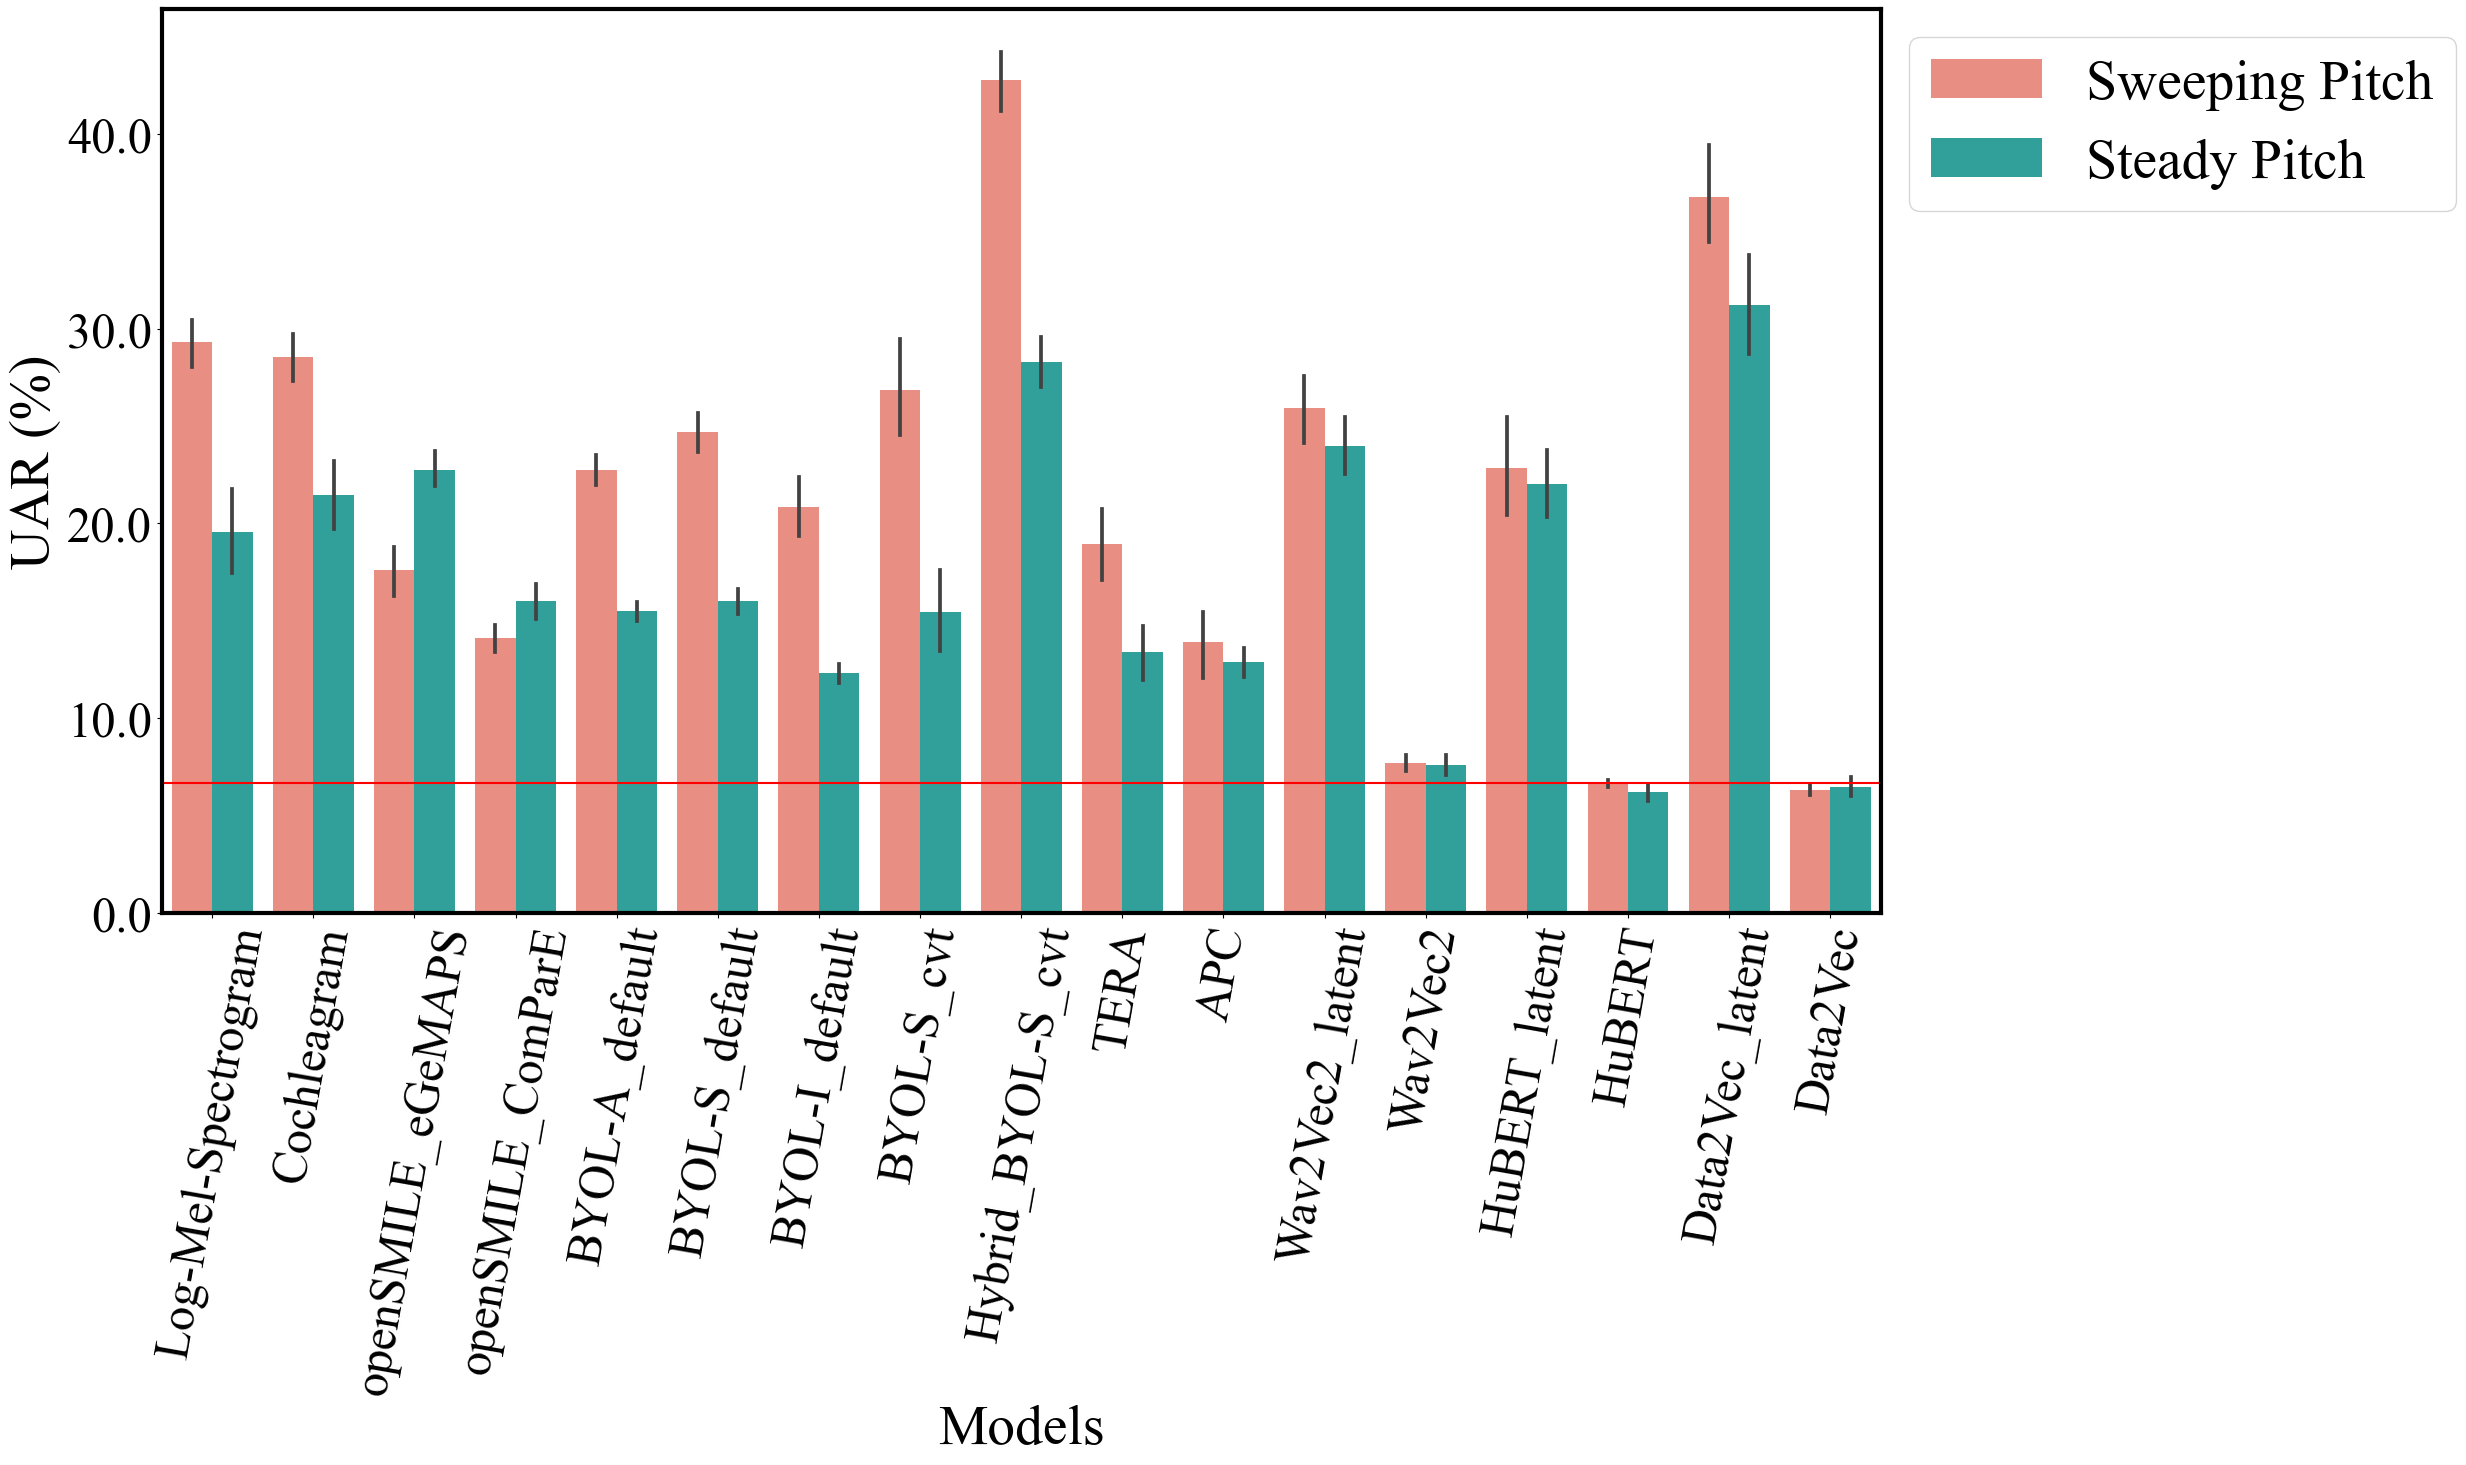 Sweeping Pitch
Steady Pitch
UAR (%)
40.0
30.0
20.0
10.0
0.0
Log-Mel-Spectrogram
Cochleagram
openSMILE_eGeMAPS
openSMILE_ComParE
BYOL-A_default
BYOL-S_default
BYOL-I_default
BYOL-S_cvt
Hybrid_BYOL-S_cvt
TERA
APC
Wav2Vec2_latent
Wav2Vec2
HuBERT_latent
HuBERT
Data2Vec_latent
Data2Vec
Models